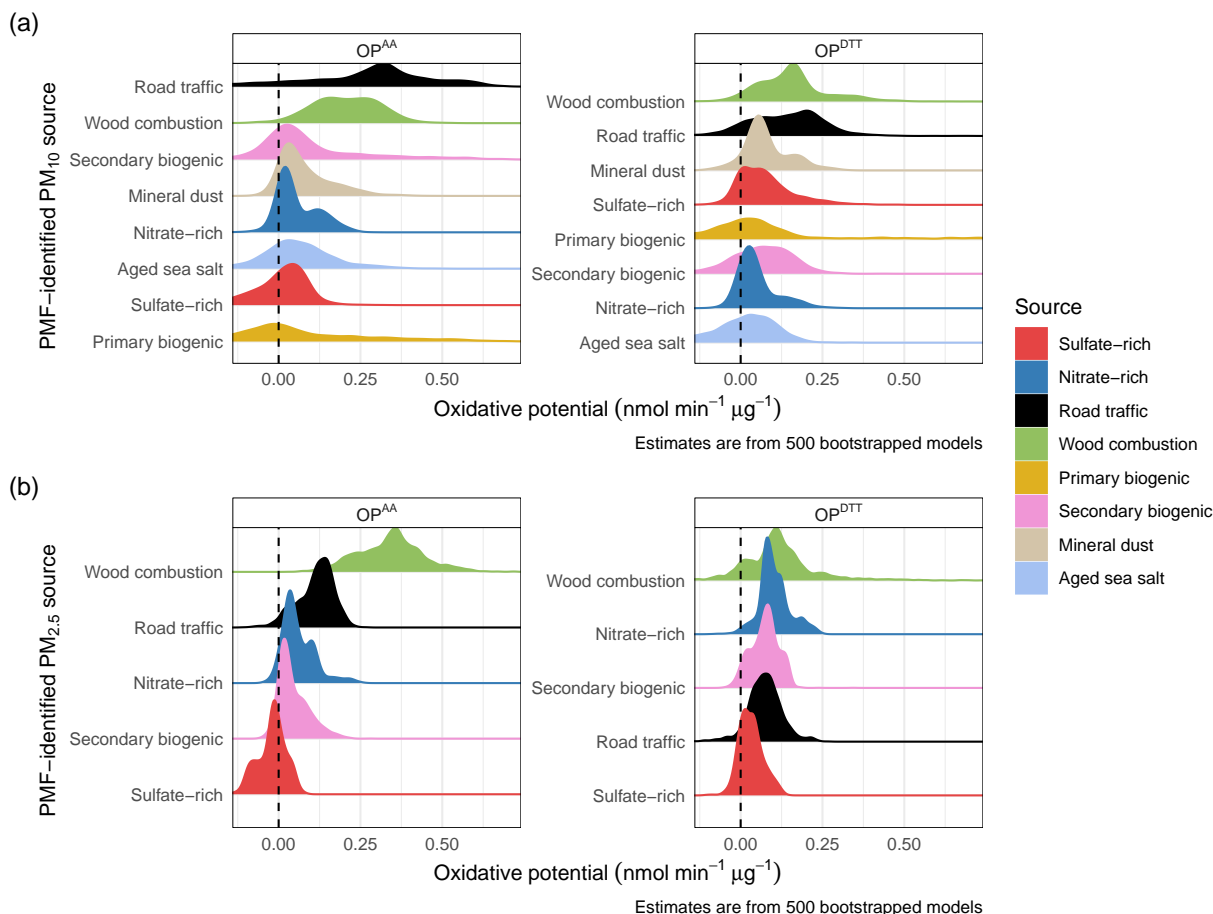 (a)
OP^AA
OP^DTT
PMF−identified PM₁₀ source
Road traffic
Wood combustion
Secondary biogenic
Mineral dust
Nitrate−rich
Aged sea salt
Sulfate−rich
Primary biogenic
Wood combustion
Road traffic
Mineral dust
Sulfate−rich
Primary biogenic
Secondary biogenic
Nitrate−rich
Aged sea salt
0.00 0.25 0.50
0.00 0.25 0.50
Oxidative potential (nmol min⁻¹ µg⁻¹)
Estimates are from 500 bootstrapped models
(b)
OP^AA
OP^DTT
PMF−identified PM₂.₅ source
Wood combustion
Road traffic
Nitrate−rich
Secondary biogenic
Sulfate−rich
Wood combustion
Nitrate−rich
Secondary biogenic
Road traffic
Sulfate−rich
0.00 0.25 0.50
0.00 0.25 0.50
Oxidative potential (nmol min⁻¹ µg⁻¹)
Estimates are from 500 bootstrapped models
Source
Sulfate−rich
Nitrate−rich
Road traffic
Wood combustion
Primary biogenic
Secondary biogenic
Mineral dust
Aged sea salt